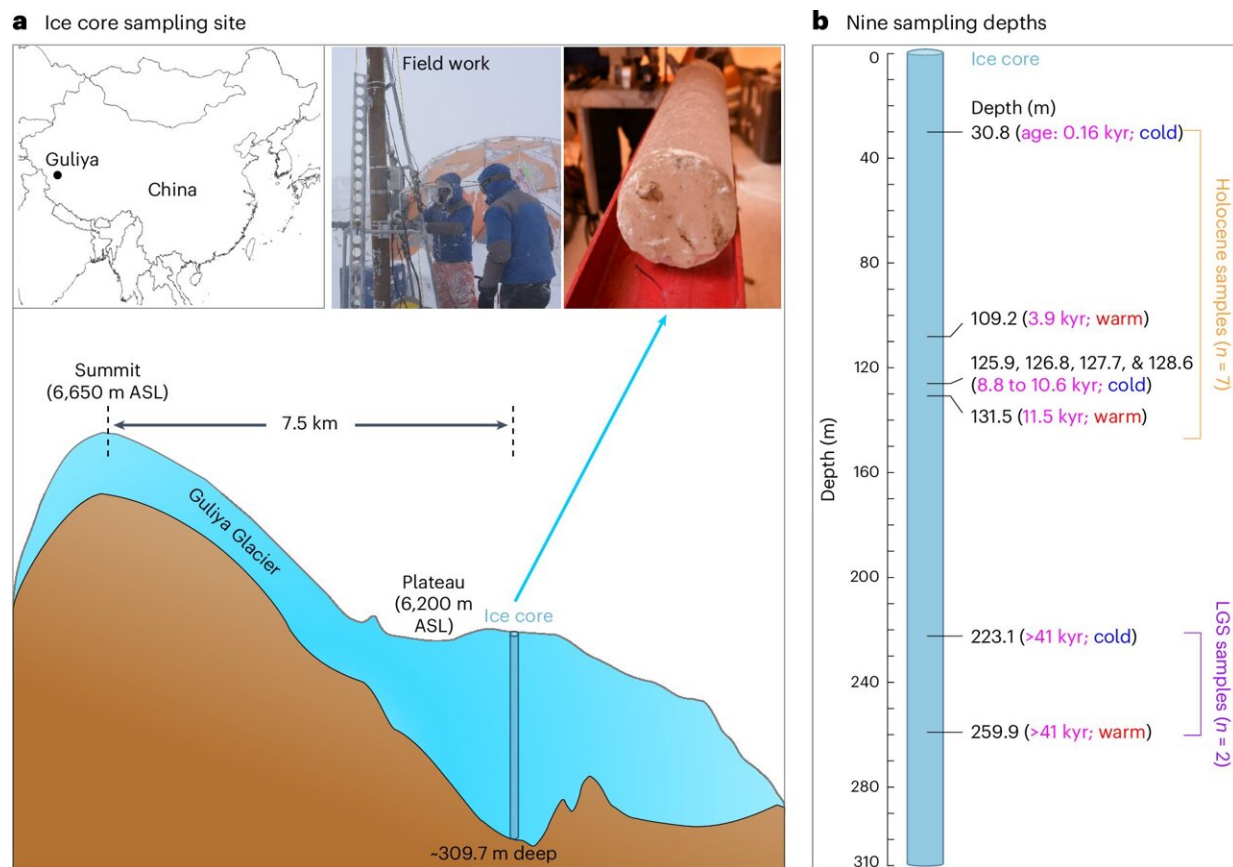 a Ice core sampling site
Guliya
China
Field work
Summit
(6,650 m ASL)
7.5 km
Guliya Glacier
Plateau
(6,200 m
ASL)
Ice core
~309.7 m deep
b Nine sampling depths
Ice core
Depth (m)
0
40
80
120
160
200
240
280
310
Depth (m)
30.8 (age: 0.16 kyr; cold)
109.2 (3.9 kyr; warm)
125.9, 126.8, 127.7, & 128.6
(8.8 to 10.6 kyr; cold)
131.5 (11.5 kyr; warm)
223.1 (>41 kyr; cold)
259.9 (>41 kyr; warm)
Holocene samples (n = 7)
LGS samples (n = 2)